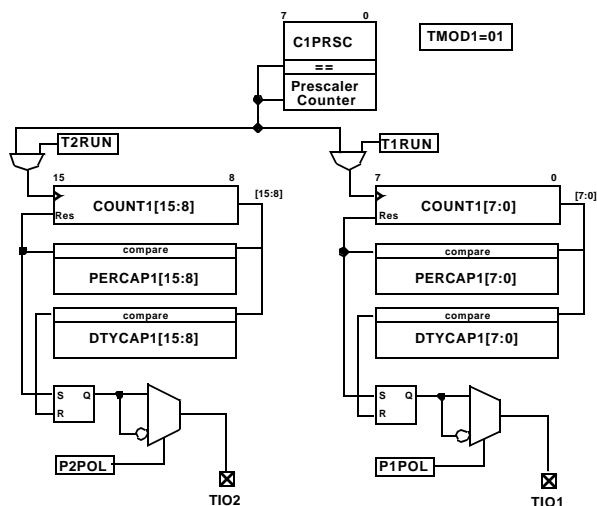 7 0
C1PRSC
TMOD1=01
==
Prescaler
Counter
T2RUN
T1RUN
15 8
[15:8]
COUNT1[15:8]
Res
compare
PERCAP1[15:8]
compare
DTYCAP1[15:8]
S Q
R
P2POL
TIO2
7 0
[7:0]
COUNT1[7:0]
Res
compare
PERCAP1[7:0]
compare
DTYCAP1[7:0]
S Q
R
P1POL
TIO1